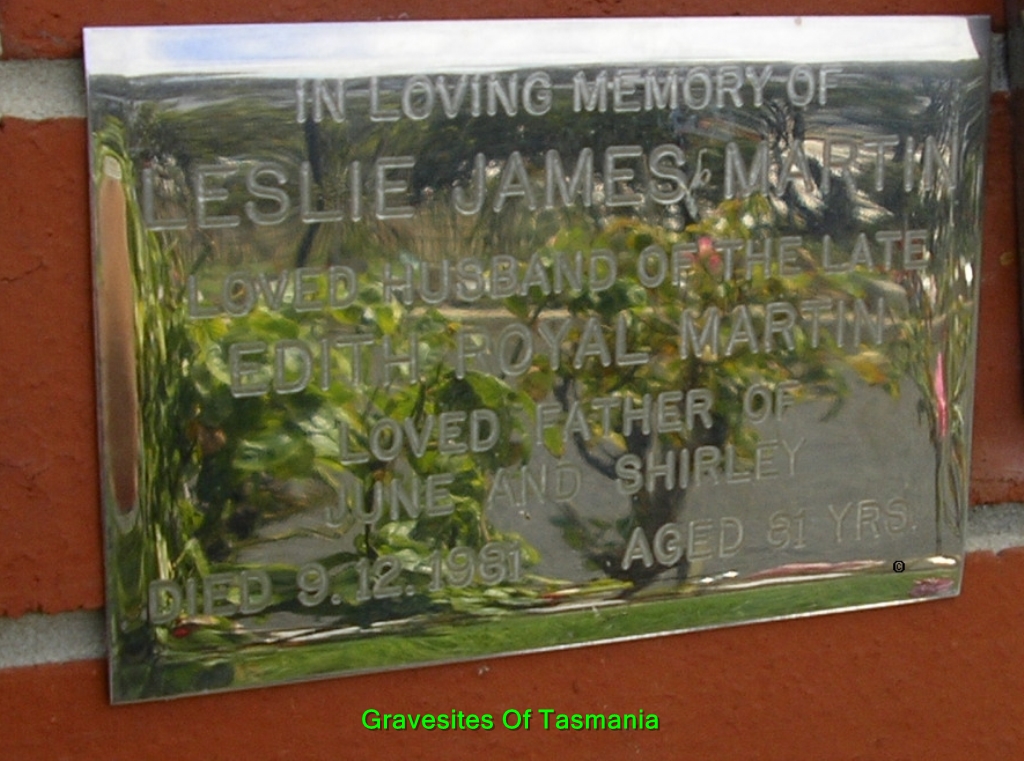 IN LOVING MEMORY OF
LESLIE JAMES MARTIN
LOVED HUSBAND OF THE LATE
EDITH ROYAL MARTIN
LOVED FATHER OF
JUNE AND SHIRLEY
DIED 9.12.1981 AGED 81 YRS.
©
Gravesites Of Tasmania